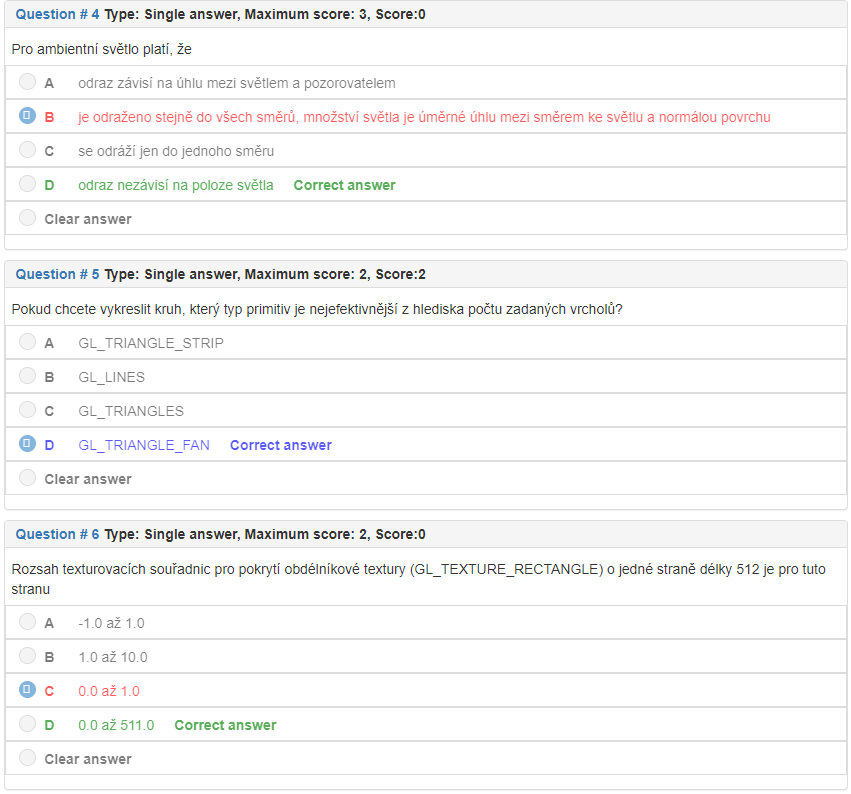 Question # 4 Type: Single answer, Maximum score: 3, Score:0
Pro ambientní světlo platí, že
A odraz závisí na úhlu mezi světlem a pozorovatelem
B je odraženo stejně do všech směrů, množství světla je úměrné úhlu mezi směrem ke světlu a normálou povrchu
C se odráží jen do jednoho směru
D odraz nezávisí na poloze světla Correct answer
Clear answer
Question # 5 Type: Single answer, Maximum score: 2, Score:2
Pokud chcete vykreslit kruh, který typ primitiv je nejefektivnější z hlediska počtu zadaných vrcholů?
A GL_TRIANGLE_STRIP
B GL_LINES
C GL_TRIANGLES
D GL_TRIANGLE_FAN Correct answer
Clear answer
Question # 6 Type: Single answer, Maximum score: 2, Score:0
Rozsah texturovacích souřadnic pro pokrytí obdélníkové textury (GL_TEXTURE_RECTANGLE) o jedné straně délky 512 je pro tuto
stranu
A -1.0 až 1.0
B 1.0 až 10.0
C 0.0 až 1.0
D 0.0 až 511.0 Correct answer
Clear answer